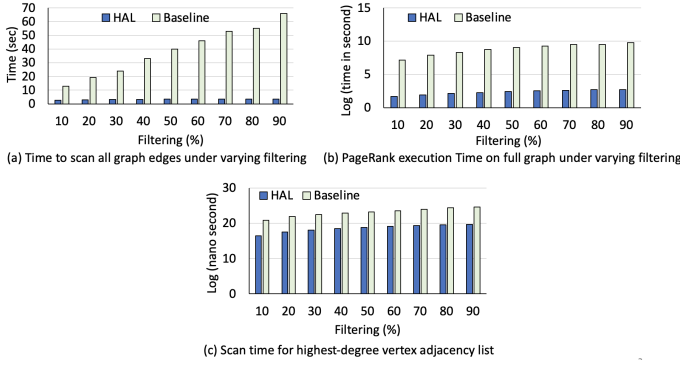 HAL Baseline
Time (sec)
70
60
50
40
30
20
10
0
10 20 30 40 50 60 70 80 90
Filtering (%)
(a) Time to scan all graph edges under varying filtering
HAL Baseline
Log (time in second)
15
10
5
0
10 20 30 40 50 60 70 80 90
Filtering (%)
(b) PageRank execution Time on full graph under varying filtering
HAL Baseline
Log (nano second)
30
20
10
0
10 20 30 40 50 60 70 80 90
Filtering (%)
(c) Scan time for highest-degree vertex adjacency list